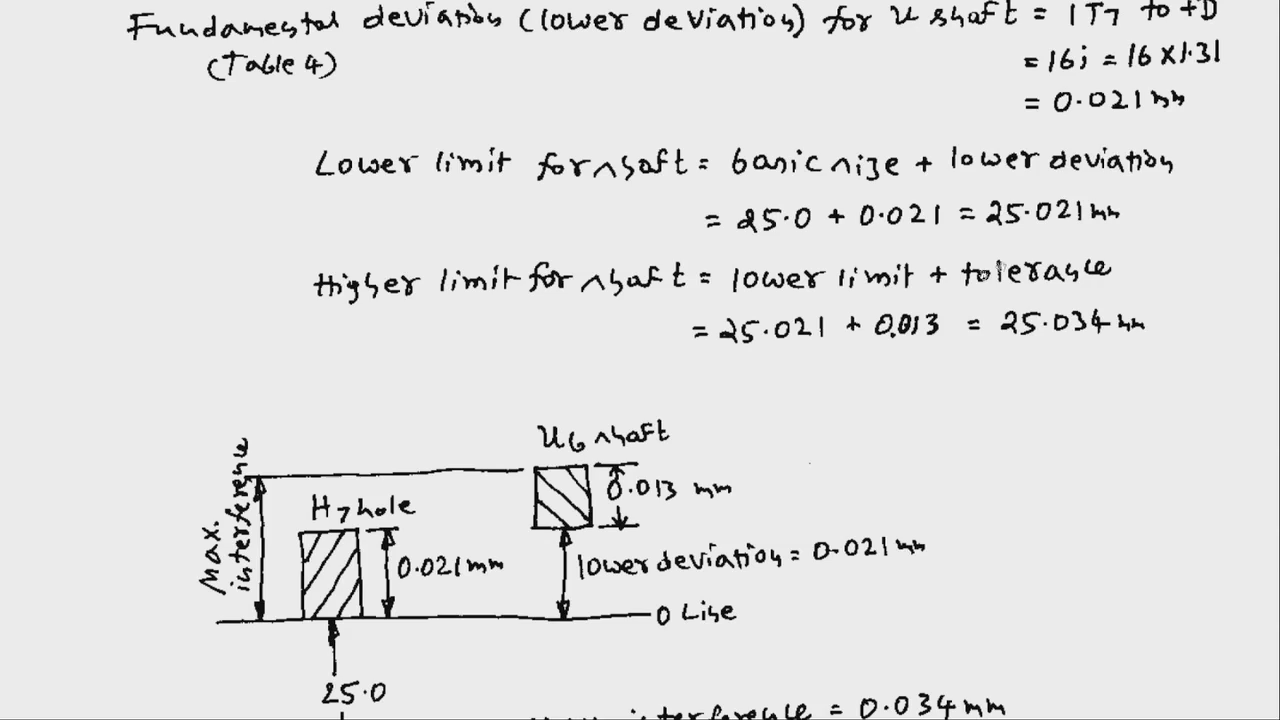 Fundamental deviation (lower deviation) for u shaft = IT7 to +D
(Table 4)
= 16i = 16 X1.31
= 0.021 mm
Lower limit for shaft = basic size + lower deviation
= 25.0 + 0.021 = 25.021 mm
Higher limit for shaft = lower limit + tolerance
= 25.021 + 0.013 = 25.034 mm
u6 shaft
0.013 mm
H7 hole
Max. interference
0.021 mm
lower deviation = 0.021 mm
0 Line
25.0
interference = 0.034 mm